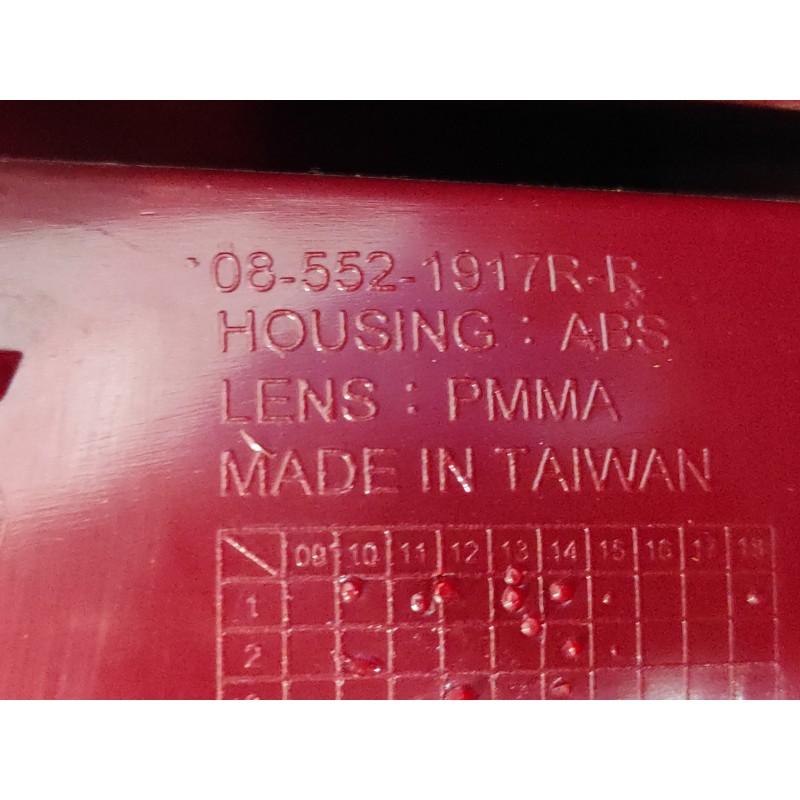 08-552-1917R-R
HOUSING : ABS
LENS : PMMA
MADE IN TAIWAN
09 10 11 12 13 14 15 16 17 18
1
2